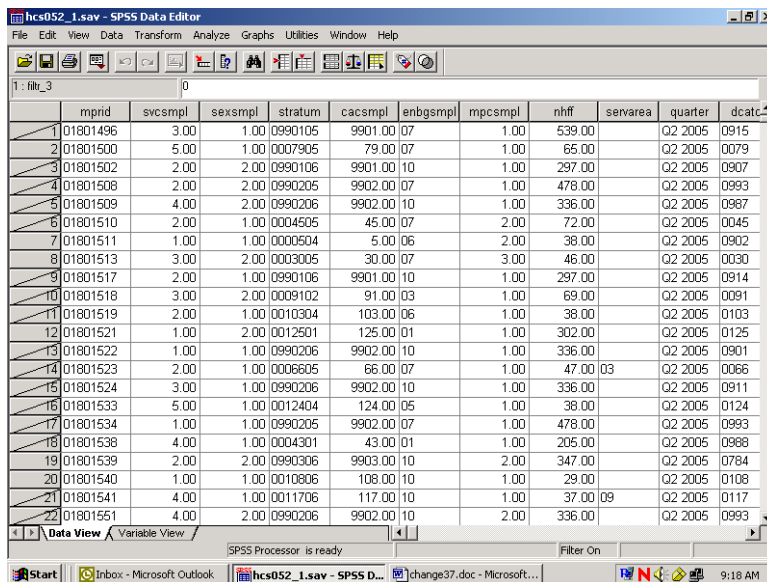 hcs052_1.sav - SPSS Data Editor
File Edit View Data Transform Analyze Graphs Utilities Window Help
1 : filtr_3 0
mprid svcsmpl sexsmpl stratum cacsmpl enbgsmpl mpcsmpl nhff servarea quarter dcatc
1 01801496 3.00 1.00 0990105 9901.00 07 1.00 539.00 Q2 2005 0915
2 01801500 5.00 1.00 0007905 79.00 07 1.00 65.00 Q2 2005 0079
3 01801502 2.00 2.00 0990106 9901.00 10 1.00 297.00 Q2 2005 0907
4 01801508 2.00 2.00 0990205 9902.00 07 1.00 478.00 Q2 2005 0993
5 01801509 4.00 2.00 0990206 9902.00 10 1.00 336.00 Q2 2005 0987
6 01801510 2.00 1.00 0004505 45.00 07 2.00 72.00 Q2 2005 0045
7 01801511 1.00 1.00 0000504 5.00 06 2.00 38.00 Q2 2005 0902
8 01801513 3.00 2.00 0003005 30.00 07 3.00 46.00 Q2 2005 0030
9 01801517 2.00 1.00 0990106 9901.00 10 1.00 297.00 Q2 2005 0914
10 01801518 3.00 2.00 0009102 91.00 03 1.00 69.00 Q2 2005 0091
11 01801519 2.00 1.00 0010304 103.00 06 1.00 38.00 Q2 2005 0103
12 01801521 1.00 2.00 0012501 125.00 01 1.00 302.00 Q2 2005 0125
13 01801522 1.00 1.00 0990206 9902.00 10 1.00 336.00 Q2 2005 0901
14 01801523 2.00 1.00 0006605 66.00 07 1.00 47.00 03 Q2 2005 0066
15 01801524 3.00 1.00 0990206 9902.00 10 1.00 336.00 Q2 2005 0911
16 01801533 5.00 1.00 0012404 124.00 05 1.00 38.00 Q2 2005 0124
17 01801534 1.00 1.00 0990205 9902.00 07 1.00 478.00 Q2 2005 0993
18 01801538 4.00 1.00 0004301 43.00 01 1.00 205.00 Q2 2005 0988
19 01801539 2.00 2.00 0990306 9903.00 10 2.00 347.00 Q2 2005 0784
20 01801540 1.00 1.00 0010806 108.00 10 1.00 29.00 Q2 2005 0108
21 01801541 4.00 1.00 0011706 117.00 10 1.00 37.00 09 Q2 2005 0117
22 01801551 4.00 2.00 0990206 9902.00 10 2.00 336.00 Q2 2005 0993
Data View Variable View
SPSS Processor is ready Filter On
Start Inbox - Microsoft Outlook hcs052_1.sav - SPSS D... change37.doc - Microsoft... 9:18 AM